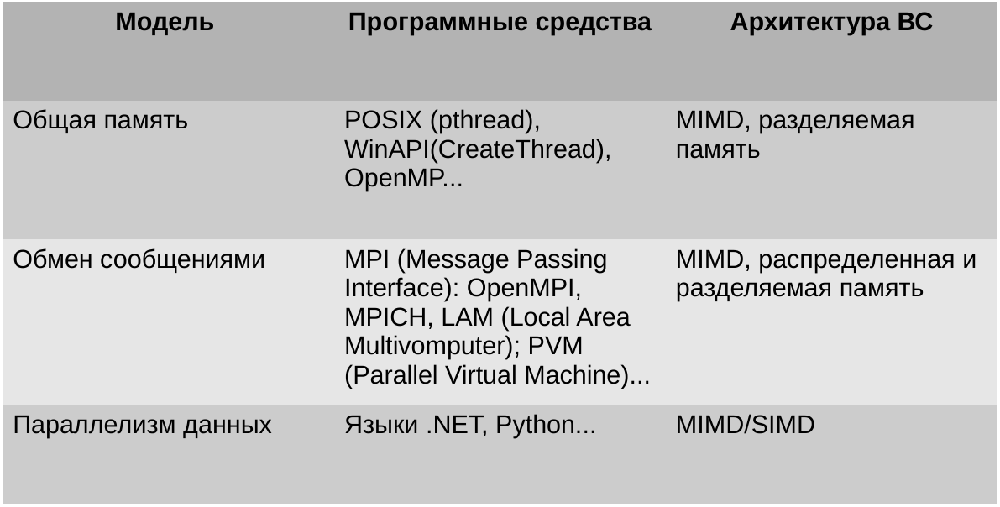 Модель
Программные средства
Архитектура ВС
Общая память
POSIX (pthread),
WinAPI(CreateThread),
OpenMP...
MIMD, разделяемая
память
Обмен сообщениями
MPI (Message Passing
Interface): OpenMPI,
MPICH, LAM (Local Area
Multivomputer); PVM
(Parallel Virtual Machine)...
MIMD, распределенная и
разделяемая память
Параллелизм данных
Языки .NET, Python...
MIMD/SIMD